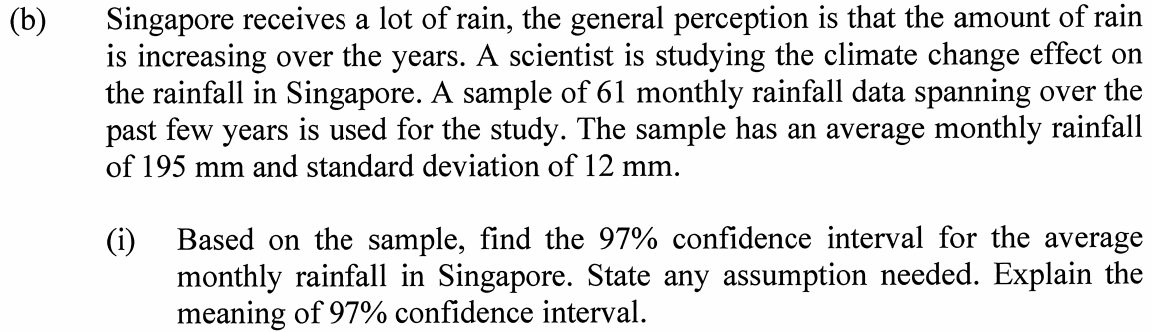 (b) Singapore receives a lot of rain, the general perception is that the amount of rain
is increasing over the years. A scientist is studying the climate change effect on
the rainfall in Singapore. A sample of 61 monthly rainfall data spanning over the
past few years is used for the study. The sample has an average monthly rainfall
of 195 mm and standard deviation of 12 mm.
(i) Based on the sample, find the 97% confidence interval for the average
monthly rainfall in Singapore. State any assumption needed. Explain the
meaning of 97% confidence interval.